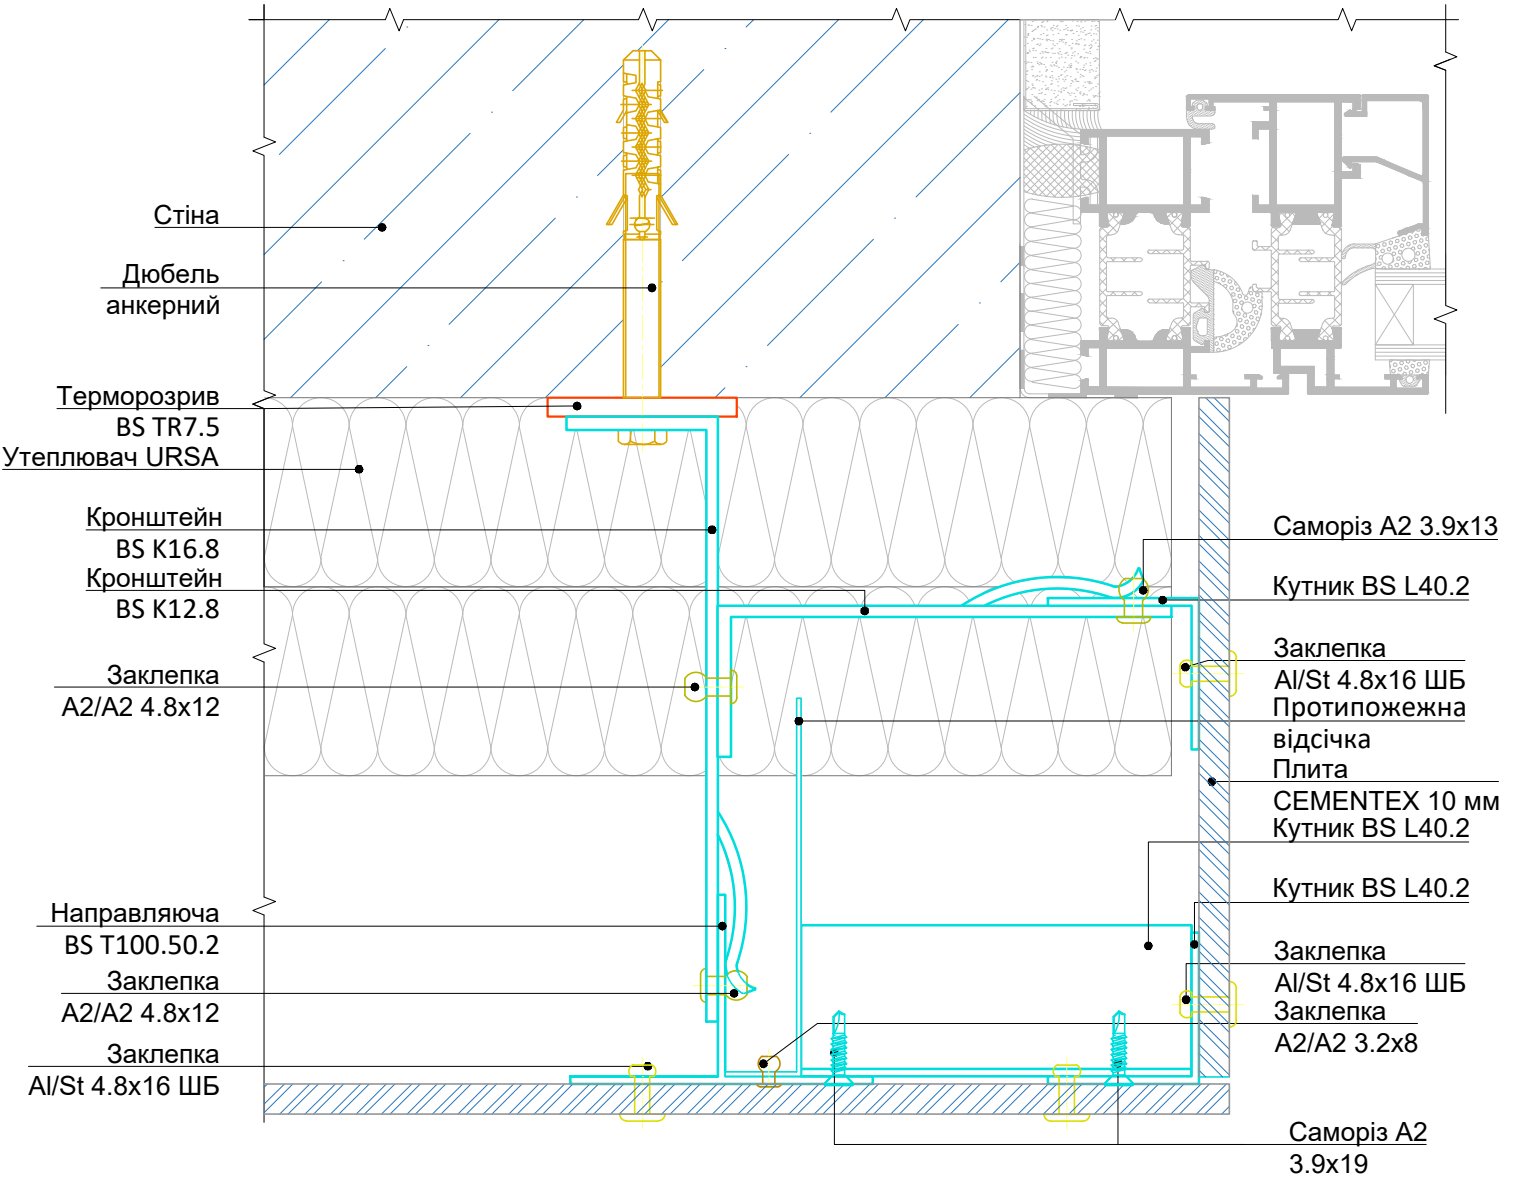 Стіна
Дюбель
анкерний
Терморозрив
BS TR7.5
Утеплювач URSA
Кронштейн
BS K16.8
Кронштейн
BS K12.8
Заклепка
A2/A2 4.8x12
Направляюча
BS T100.50.2
Заклепка
A2/A2 4.8x12
Заклепка
Al/St 4.8x16 ШБ
Саморіз A2 3.9x13
Кутник BS L40.2
Заклепка
Al/St 4.8x16 ШБ
Протипожежна
відсічка
Плита
CEMENTEX 10 мм
Кутник BS L40.2
Кутник BS L40.2
Заклепка
Al/St 4.8x16 ШБ
Заклепка
A2/A2 3.2x8
Саморіз A2
3.9x19